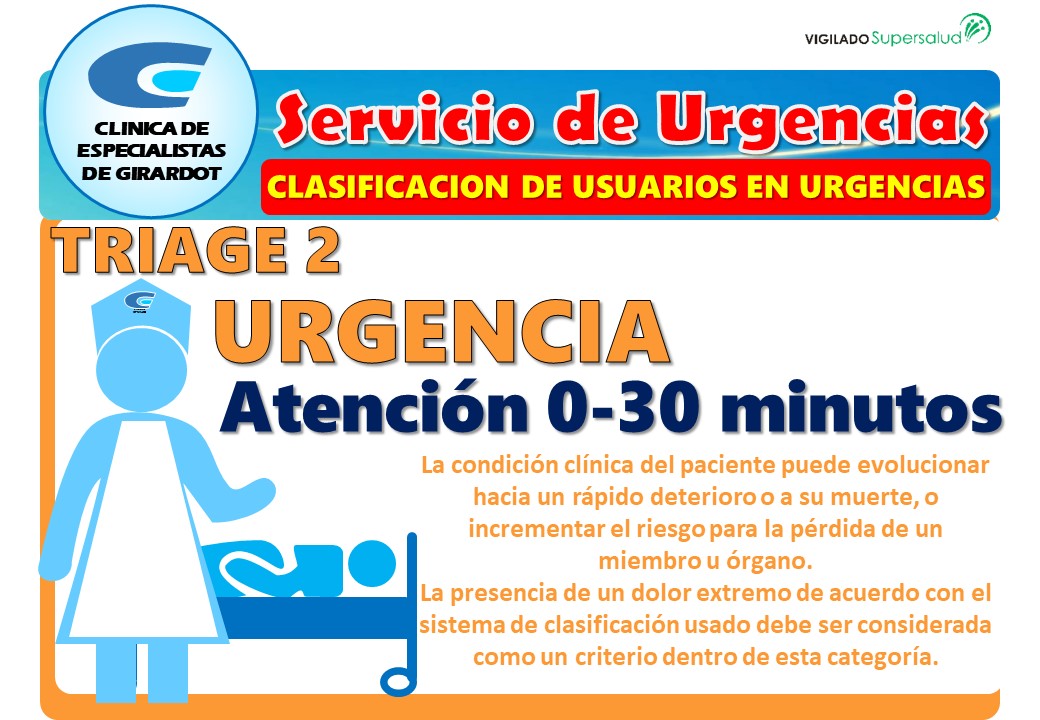 VIGILADO Supersalud
CLINICA DE
ESPECIALISTAS
DE GIRARDOT
Servicio de Urgencias
CLASIFICACION DE USUARIOS EN URGENCIAS
TRIAGE 2
URGENCIA
Atención 0-30 minutos
La condición clínica del paciente puede evolucionar
hacia un rápido deterioro o a su muerte, o
incrementar el riesgo para la pérdida de un
miembro u órgano.
La presencia de un dolor extremo de acuerdo con el
sistema de clasificación usado debe ser considerada
como un criterio dentro de esta categoría.